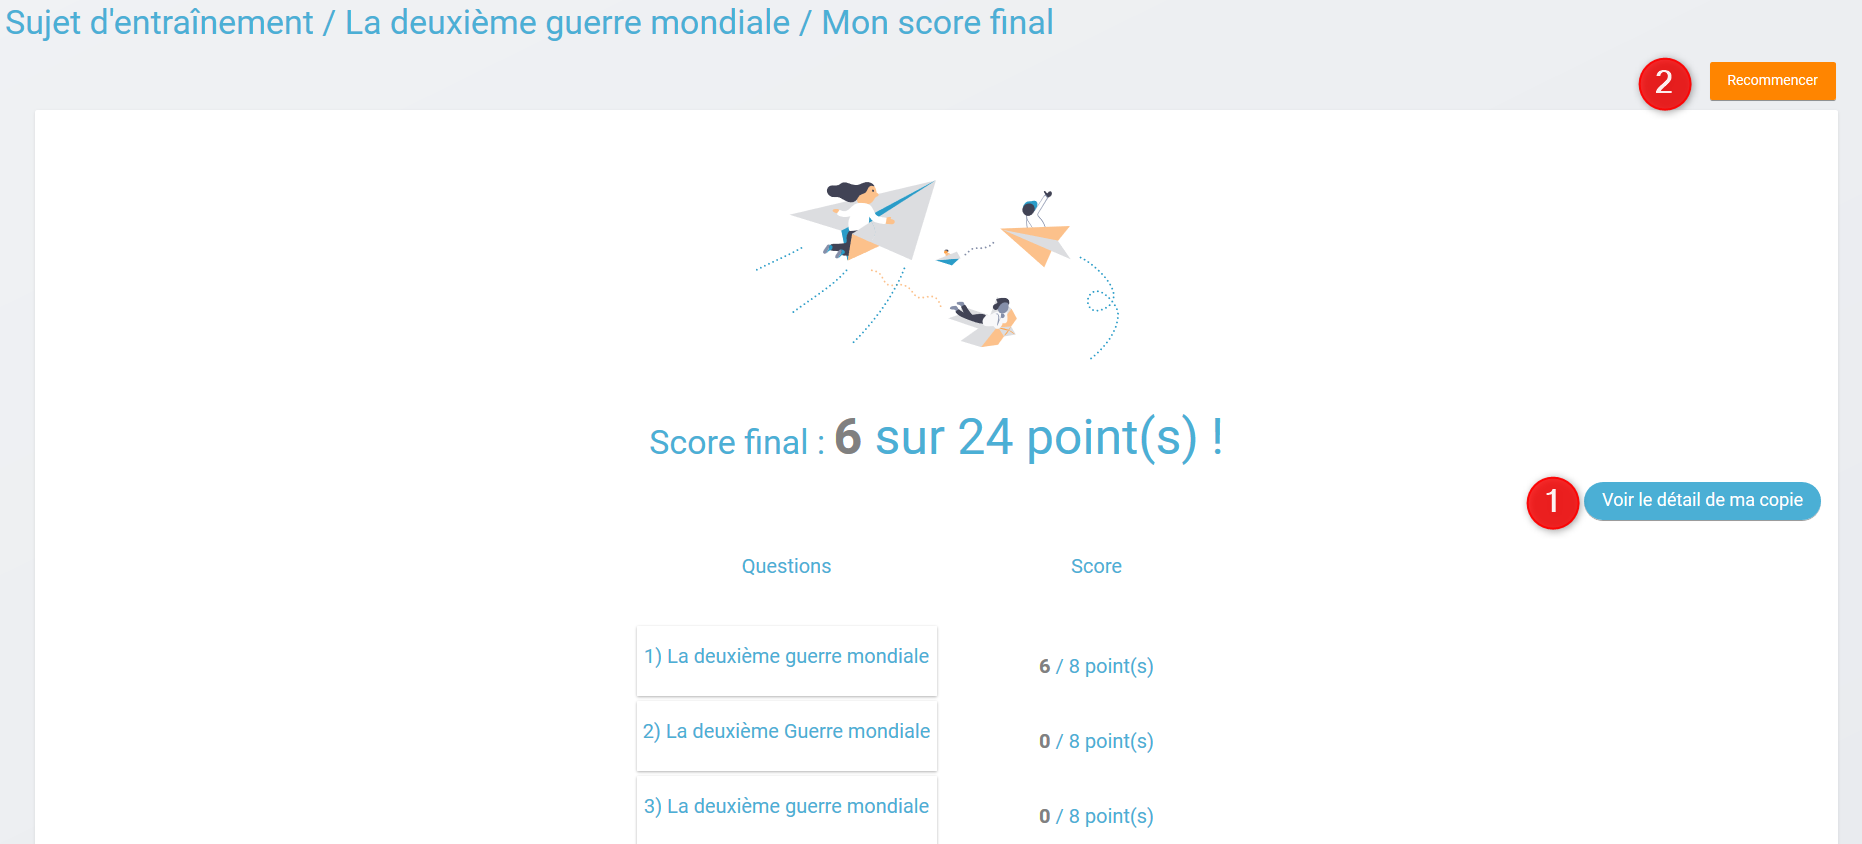 Sujet d'entraînement / La deuxième guerre mondiale / Mon score final
2 Recommencer
Score final : 6 sur 24 point(s) !
1 Voir le détail de ma copie
Questions Score
1) La deuxième guerre mondiale 6 / 8 point(s)
2) La deuxième Guerre mondiale 0 / 8 point(s)
3) La deuxième guerre mondiale 0 / 8 point(s)